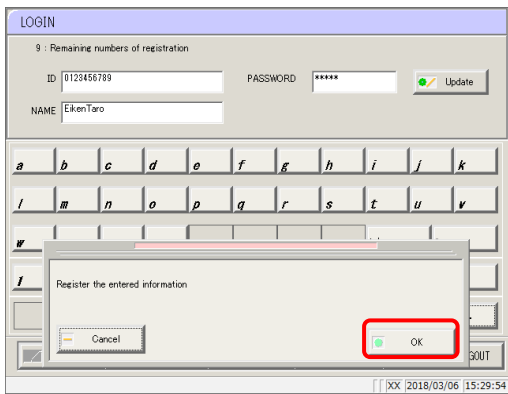 LOGIN
9 : Remaining numbers of registration
ID 0123456789 PASSWORD ***** Update
NAME EikenTaro
a b c d e f g h i j k
l m n o p q r s t u v
w
1
Register the entered information
Cancel OK
GOUT
XX 2018/03/06 15:29:54